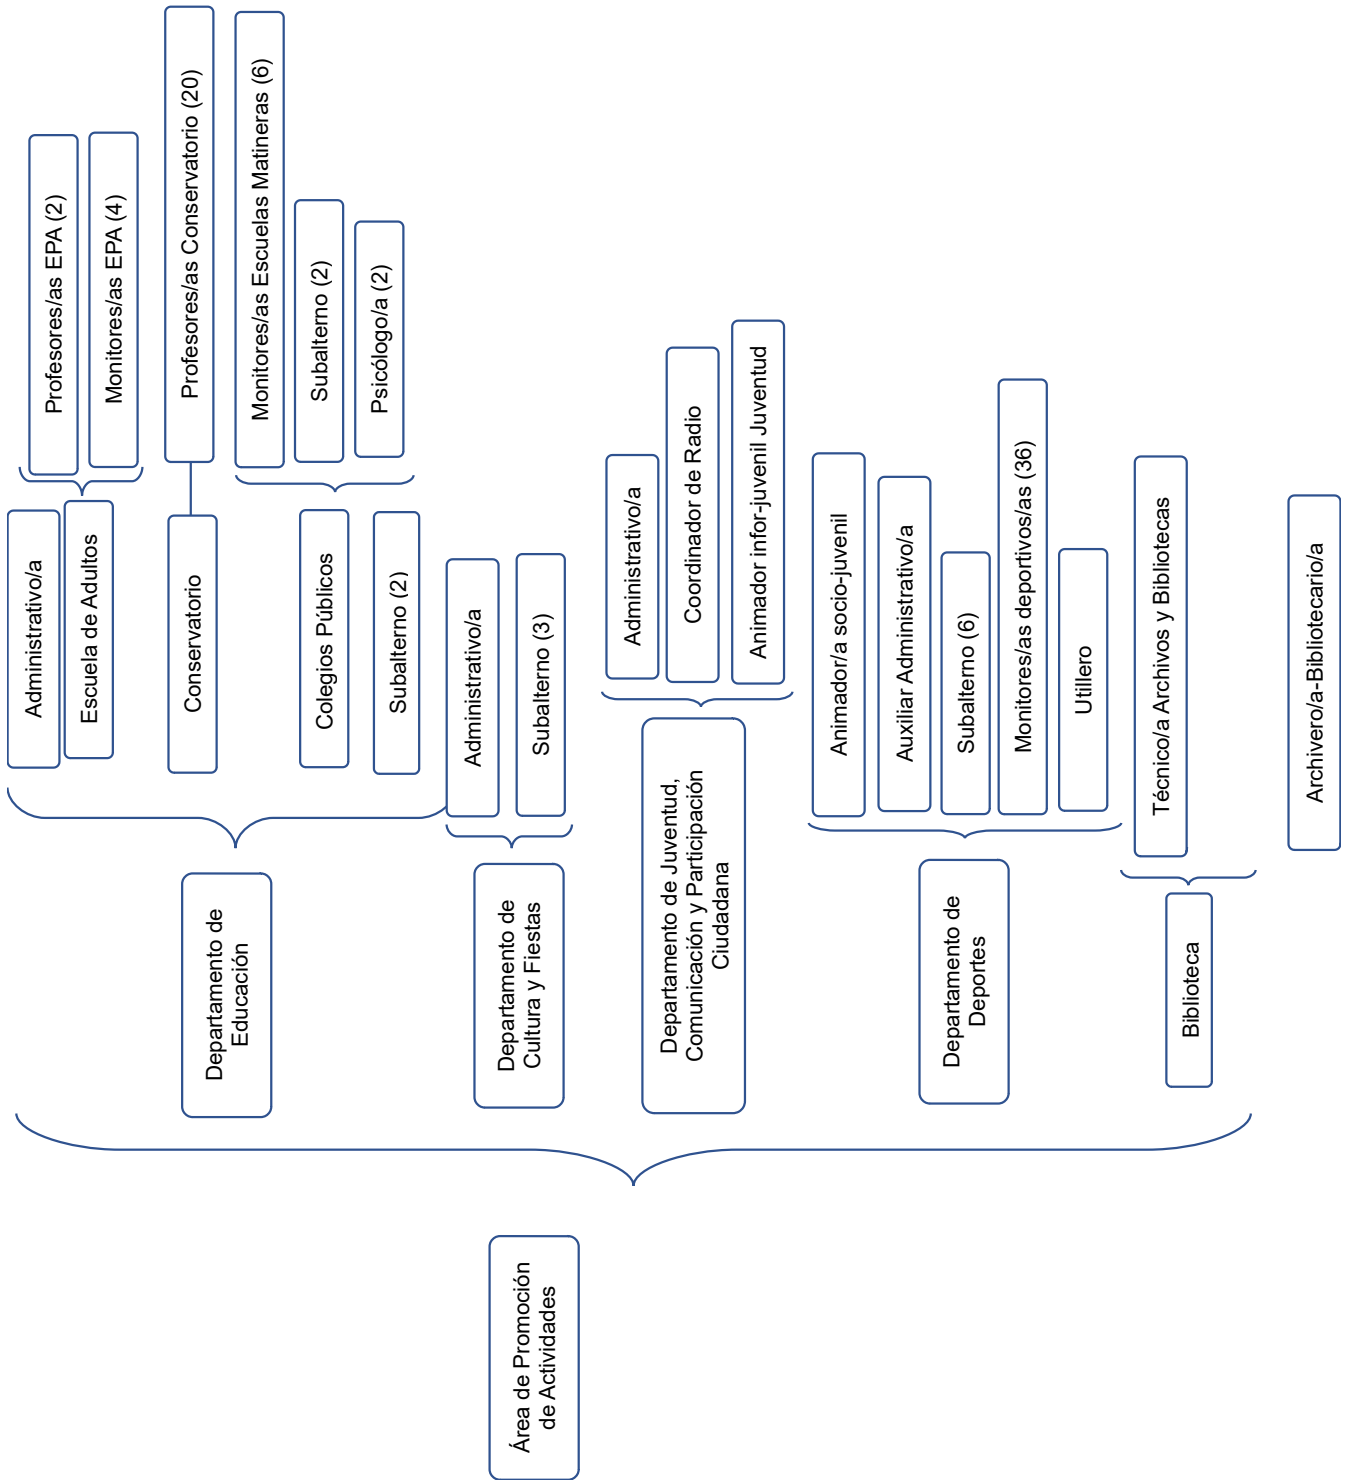 Área de Promoción
de Actividades
Departamento de
Educación
Administrativo/a
Escuela de Adultos
Profesores/as EPA (2)
Monitores/as EPA (4)
Conservatorio
Profesores/as Conservatorio (20)
Colegios Públicos
Monitores/as Escuelas Matineras (6)
Subalterno (2)
Psicólogo/a (2)
Subalterno (2)
Departamento de
Cultura y Fiestas
Administrativo/a
Subalterno (3)
Departamento de Juventud,
Comunicación y Participación
Ciudadana
Administrativo/a
Coordinador de Radio
Animador infor-juvenil Juventud
Departamento de
Deportes
Animador/a socio-juvenil
Auxiliar Administrativo/a
Subalterno (6)
Monitores/as deportivos/as (36)
Utillero
Biblioteca
Técnico/a Archivos y Bibliotecas
Archivero/a-Bibliotecario/a